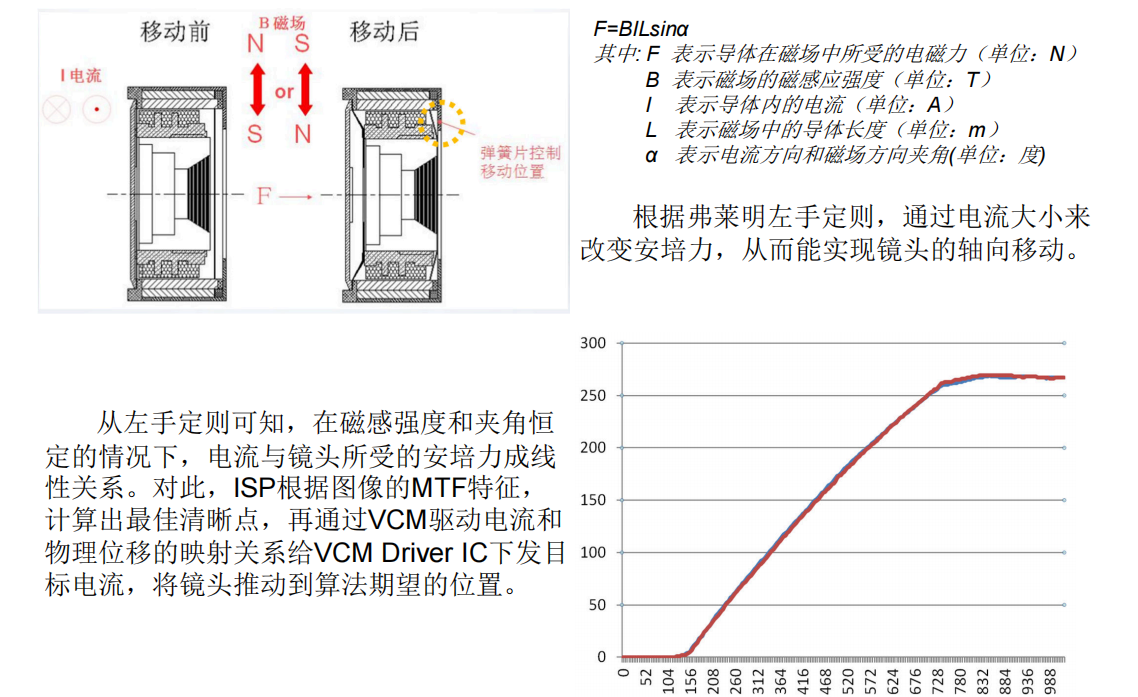 移动前
B 磁场
移动后
N S
I 电流
or
S N
弹簧片控制
移动位置
F
F=BILsinα
其中: F 表示导体在磁场中所受的电磁力（单位：N）
B 表示磁场的磁感应强度（单位：T）
I 表示导体内的电流（单位：A）
L 表示磁场中的导体长度（单位：m）
α 表示电流方向和磁场方向夹角(单位：度)
根据弗莱明左手定则，通过电流大小来
改变安培力，从而能实现镜头的轴向移动。
从左手定则可知，在磁感强度和夹角恒
定的情况下，电流与镜头所受的安培力成线
性关系。对此，ISP根据图像的MTF特征，
计算出最佳清晰点，再通过VCM驱动电流和
物理位移的映射关系给VCM Driver IC下发目
标电流，将镜头推动到算法期望的位置。
300
250
200
150
100
50
0
0 52 104 156 208 260 312 364 416 468 520 572 624 676 728 780 832 884 936 988